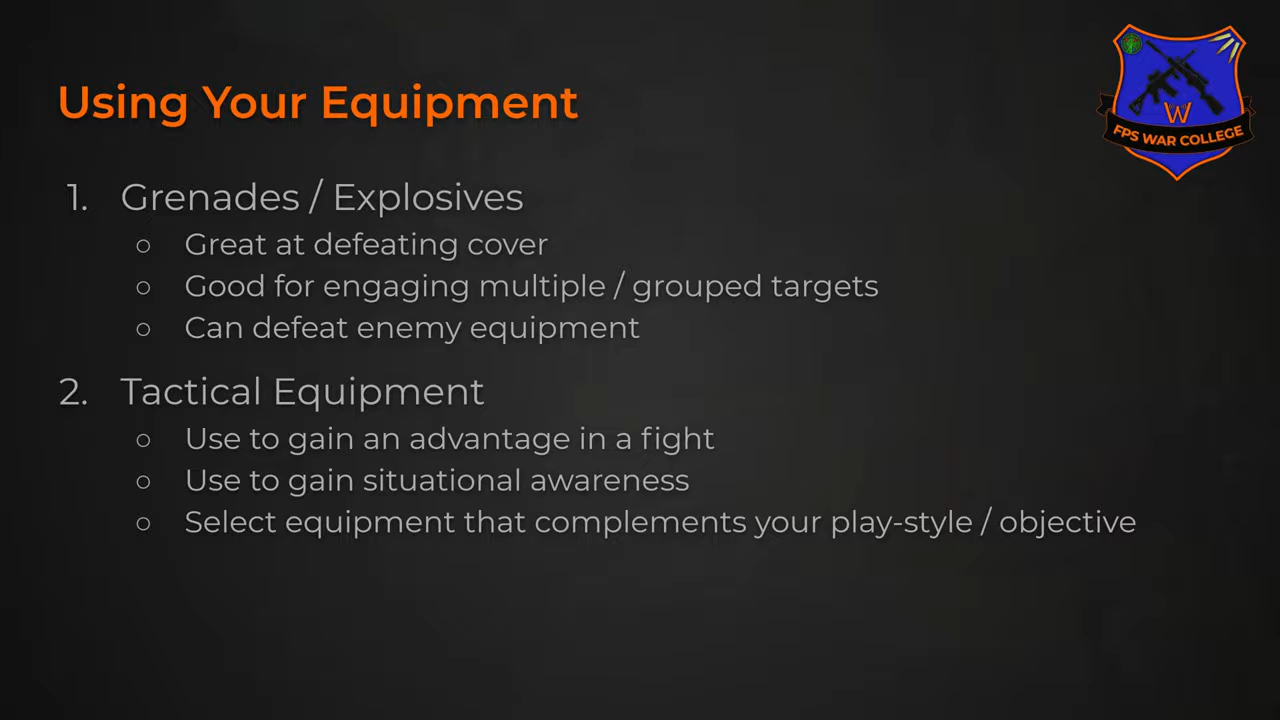 Using Your Equipment
W
FPS WAR COLLEGE
1. Grenades / Explosives
○ Great at defeating cover
○ Good for engaging multiple / grouped targets
○ Can defeat enemy equipment
2. Tactical Equipment
○ Use to gain an advantage in a fight
○ Use to gain situational awareness
○ Select equipment that complements your play-style / objective